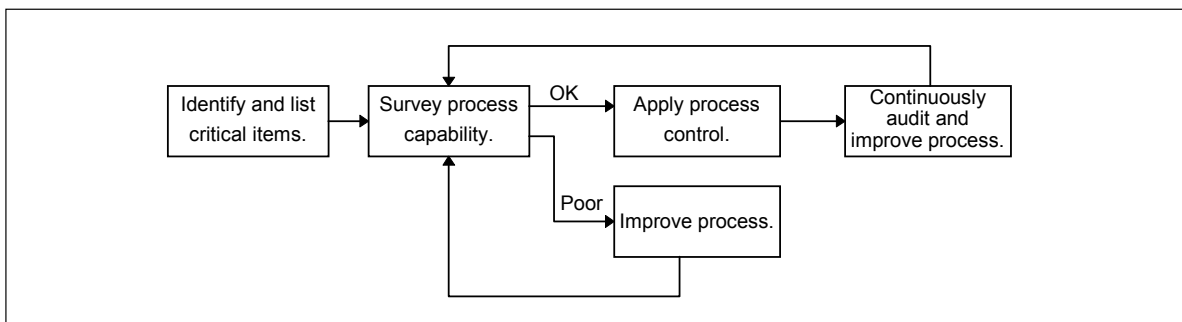 Identify and list
critical items.
Survey process
capability.
OK
Apply process
control.
Continuously
audit and
improve process.
Poor
Improve process.